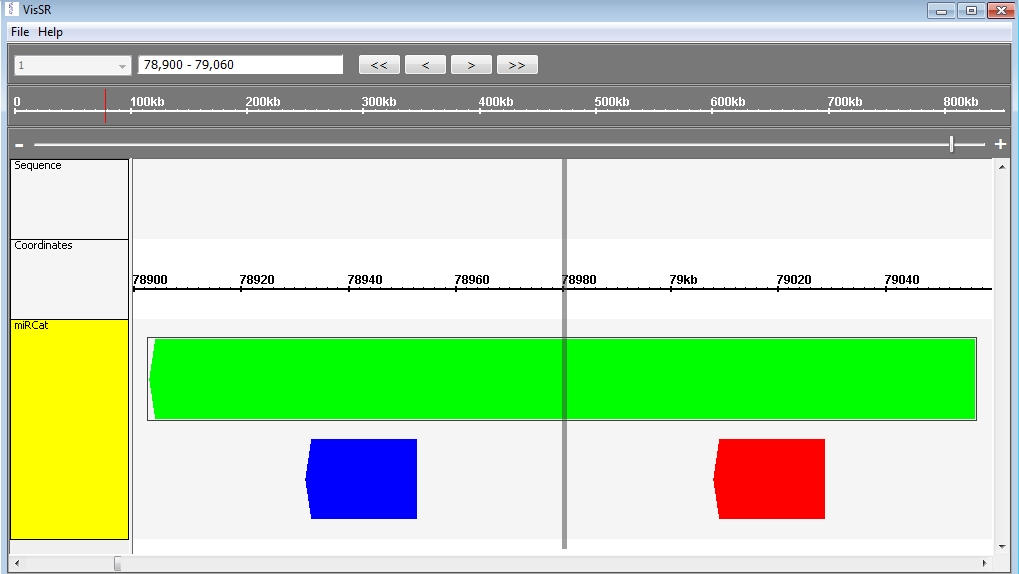 VisSR
File Help
1 78,900 - 79,060 << < > >>
0 100kb 200kb 300kb 400kb 500kb 600kb 700kb 800kb
- +
Sequence
Coordinates
78900 78920 78940 78960 78980 79kb 79020 79040
miRCat